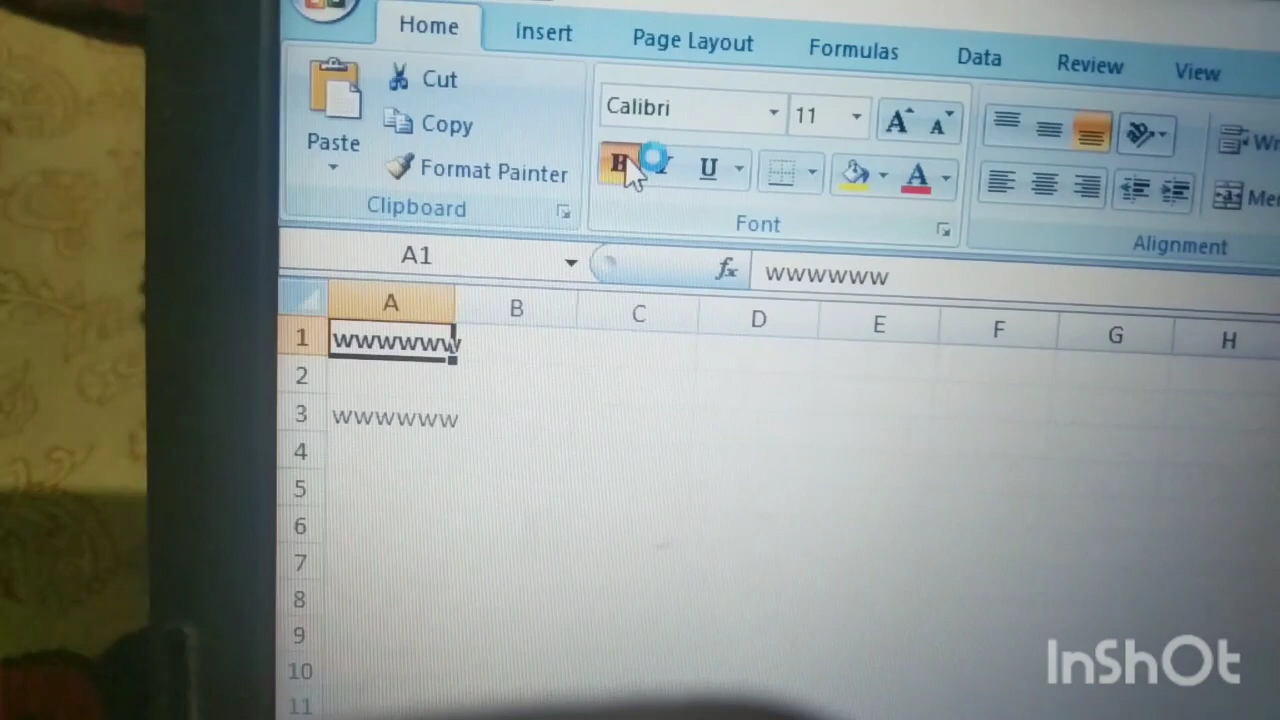 Home Insert Page Layout Formulas Data Review View
Cut
Copy
Format Painter
Paste
Clipboard
Calibri 11
B U
Font
Alignment
A1 fx wwwwww
A B C D E F G H
1 wwwwww
2
3 wwwwww
4
5
6
7
8
9
10
11
InShOt